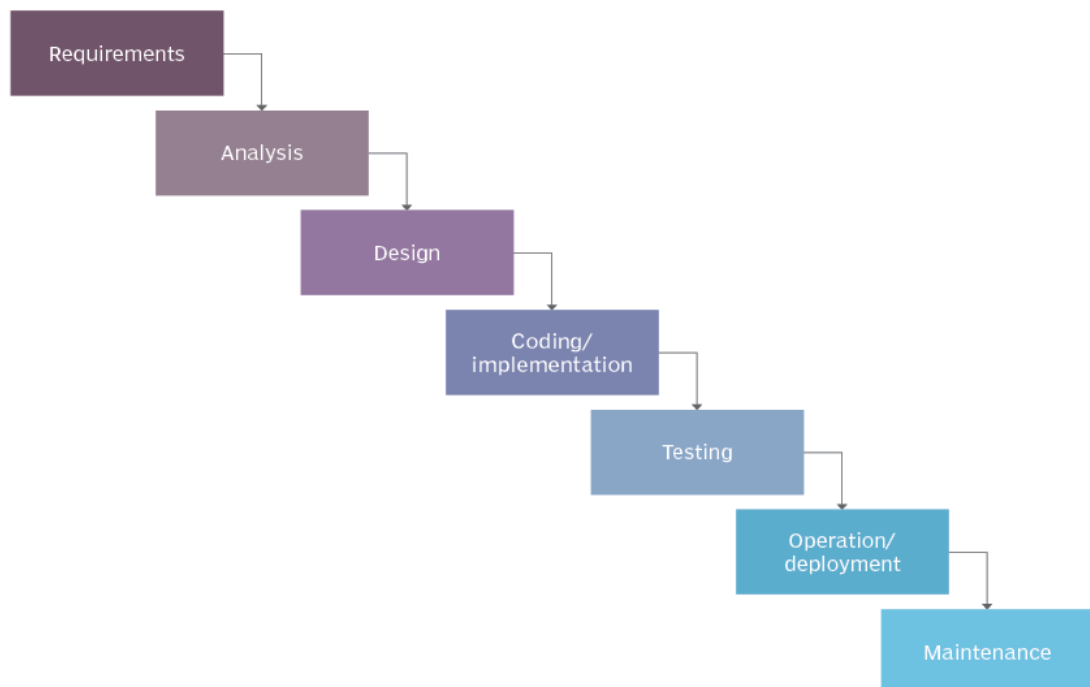 Requirements
Analysis
Design
Coding/
implementation
Testing
Operation/
deployment
Maintenance